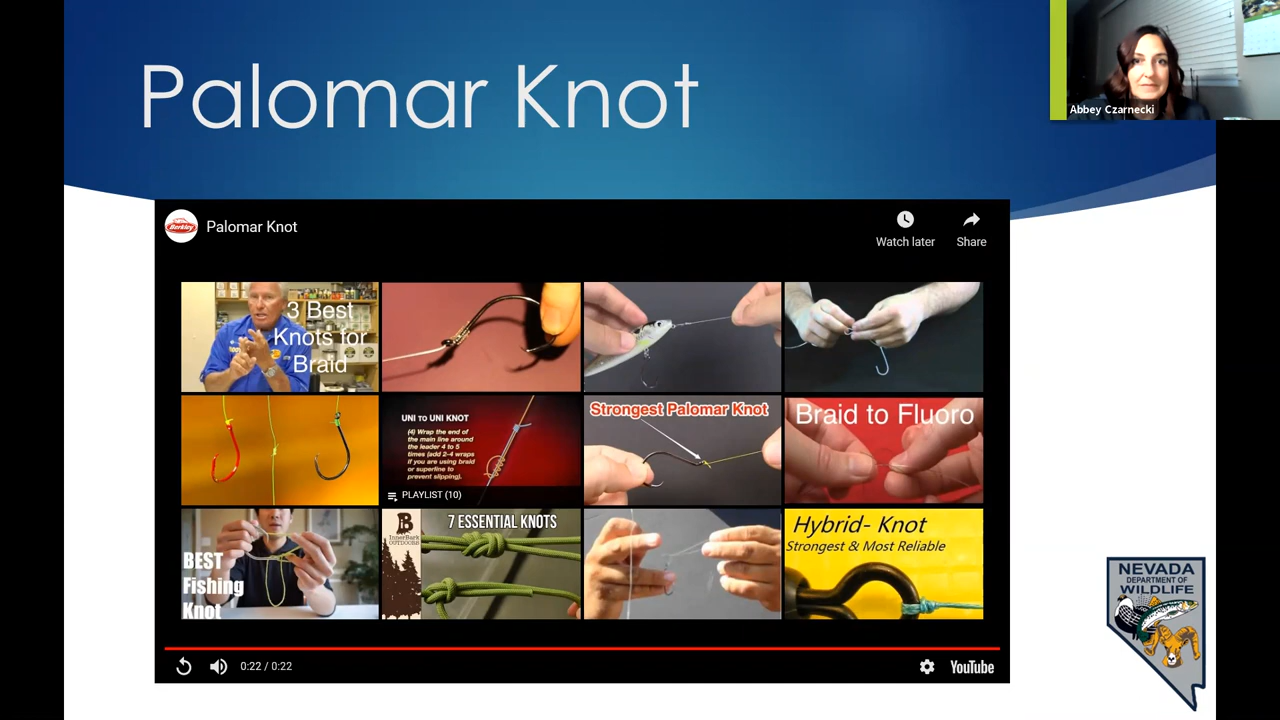 Palomar Knot
Abbey Czarnecki
Berkley
Palomar Knot
Watch later
Share
3 Best
Knots for
Braid
UNI TO UNI KNOT
(4) Wrap the end of
the main line around
the leader 4 to 5
times (add 2-4 wraps
if you are using braid
or superline to
prevent slipping).
PLAYLIST (10)
Strongest Palomar Knot
Braid to Fluoro
BEST
Fishing
Knot
B
InnerBark
OUTDOORS
7 ESSENTIAL KNOTS
Hybrid- Knot
Strongest & Most Reliable
NEVADA
DEPARTMENT OF
WILDLIFE
0:22 / 0:22
YouTube